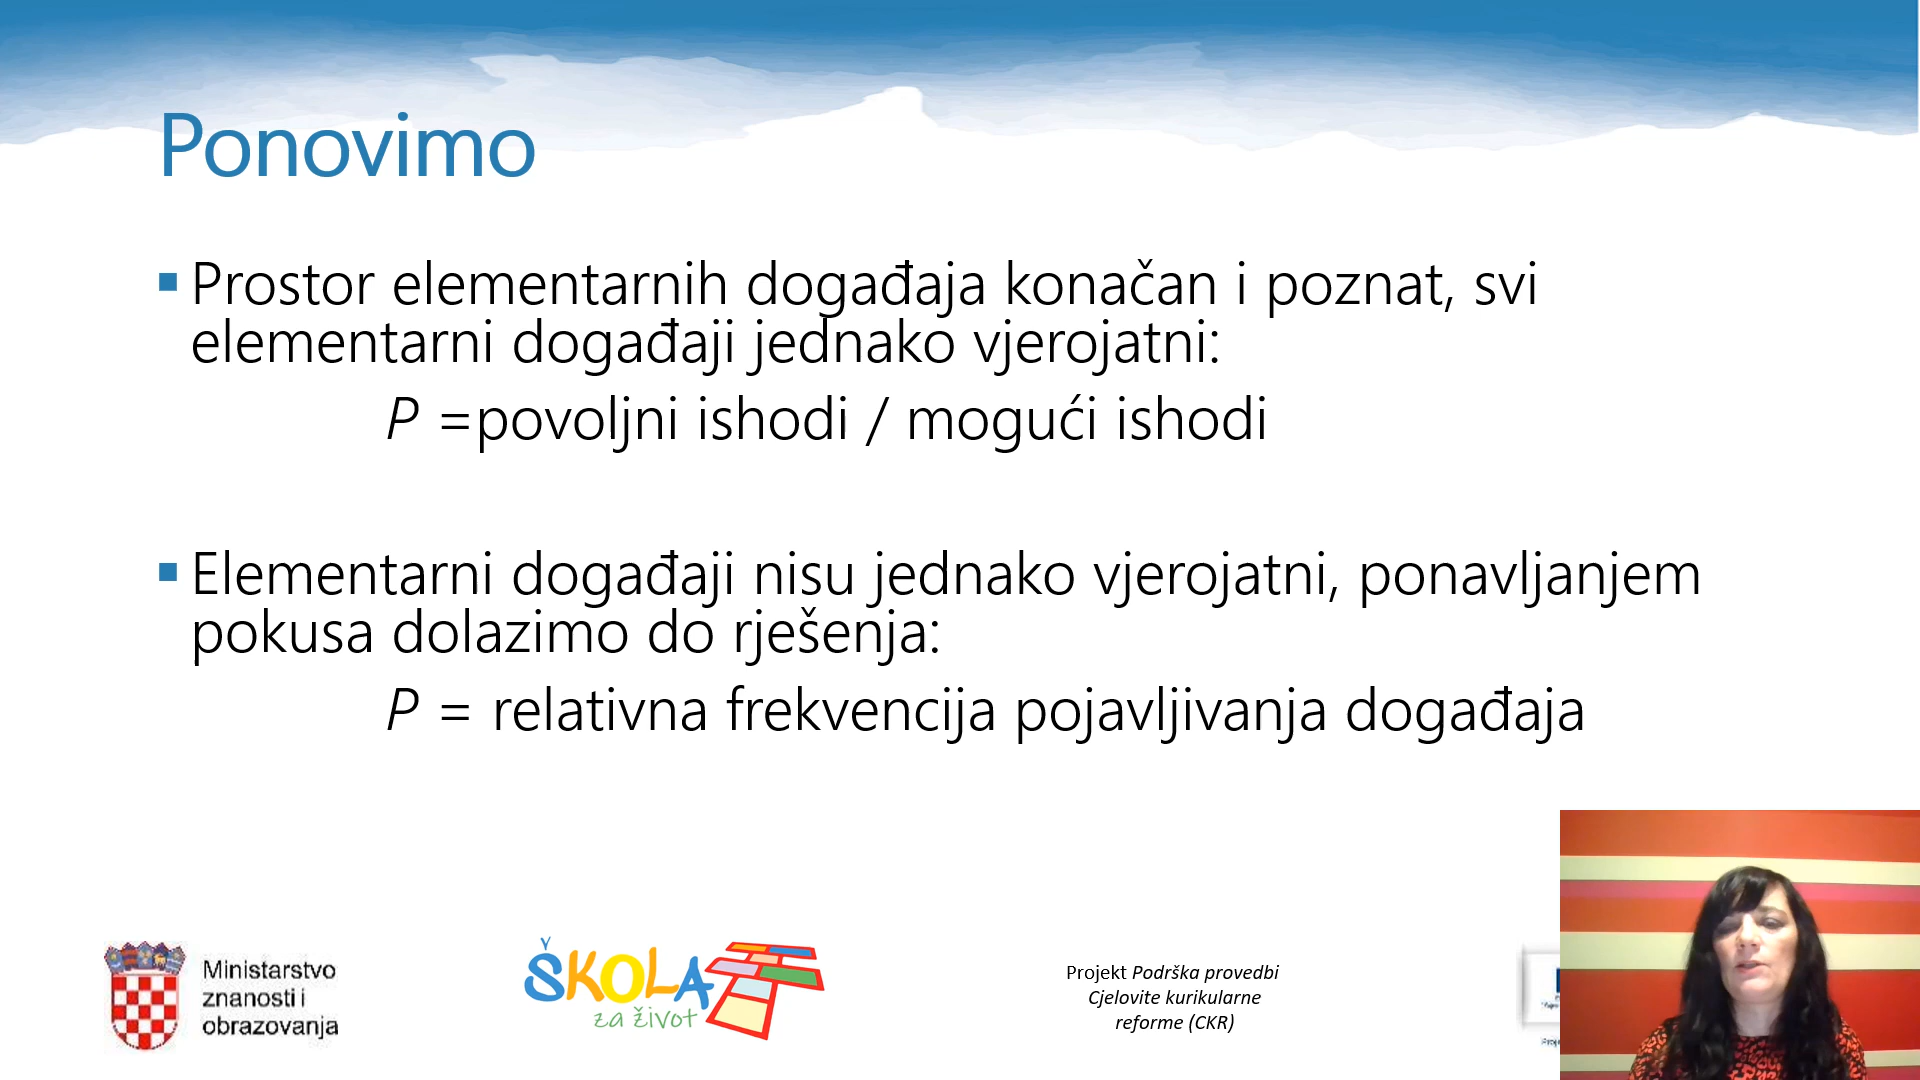 Ponovimo
Prostor elementarnih događaja konačan i poznat, svi
elementarni događaji jednako vjerojatni:
P =povoljni ishodi / mogući ishodi
Elementarni događaji nisu jednako vjerojatni, ponavljanjem
pokusa dolazimo do rješenja:
P = relativna frekvencija pojavljivanja događaja
Ministarstvo
znanosti i
obrazovanja
ŠKOLA
za život
Projekt Podrška provedbi
Cjelovite kurikularne
reforme (CKR)